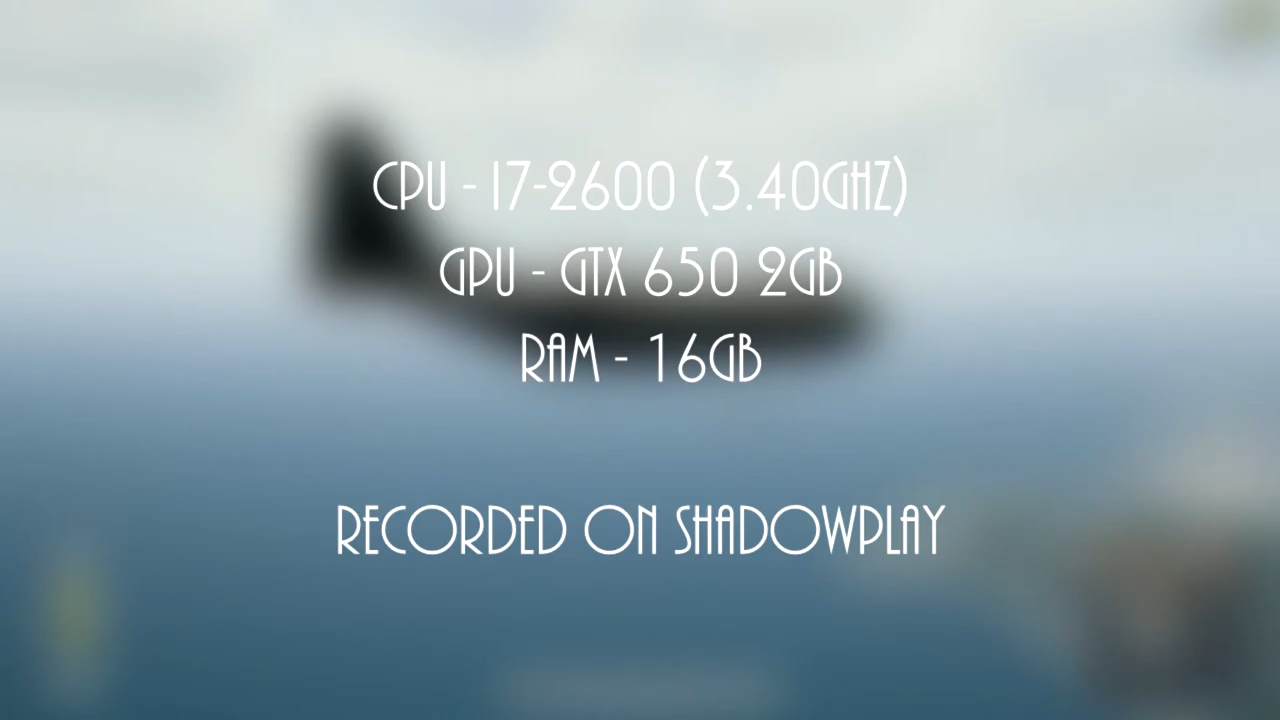 CPU - I7-2600 (3.40GHZ)
GPU - GTX 650 2GB
RAM - 16GB
RECORDED ON SHADOWPLAY